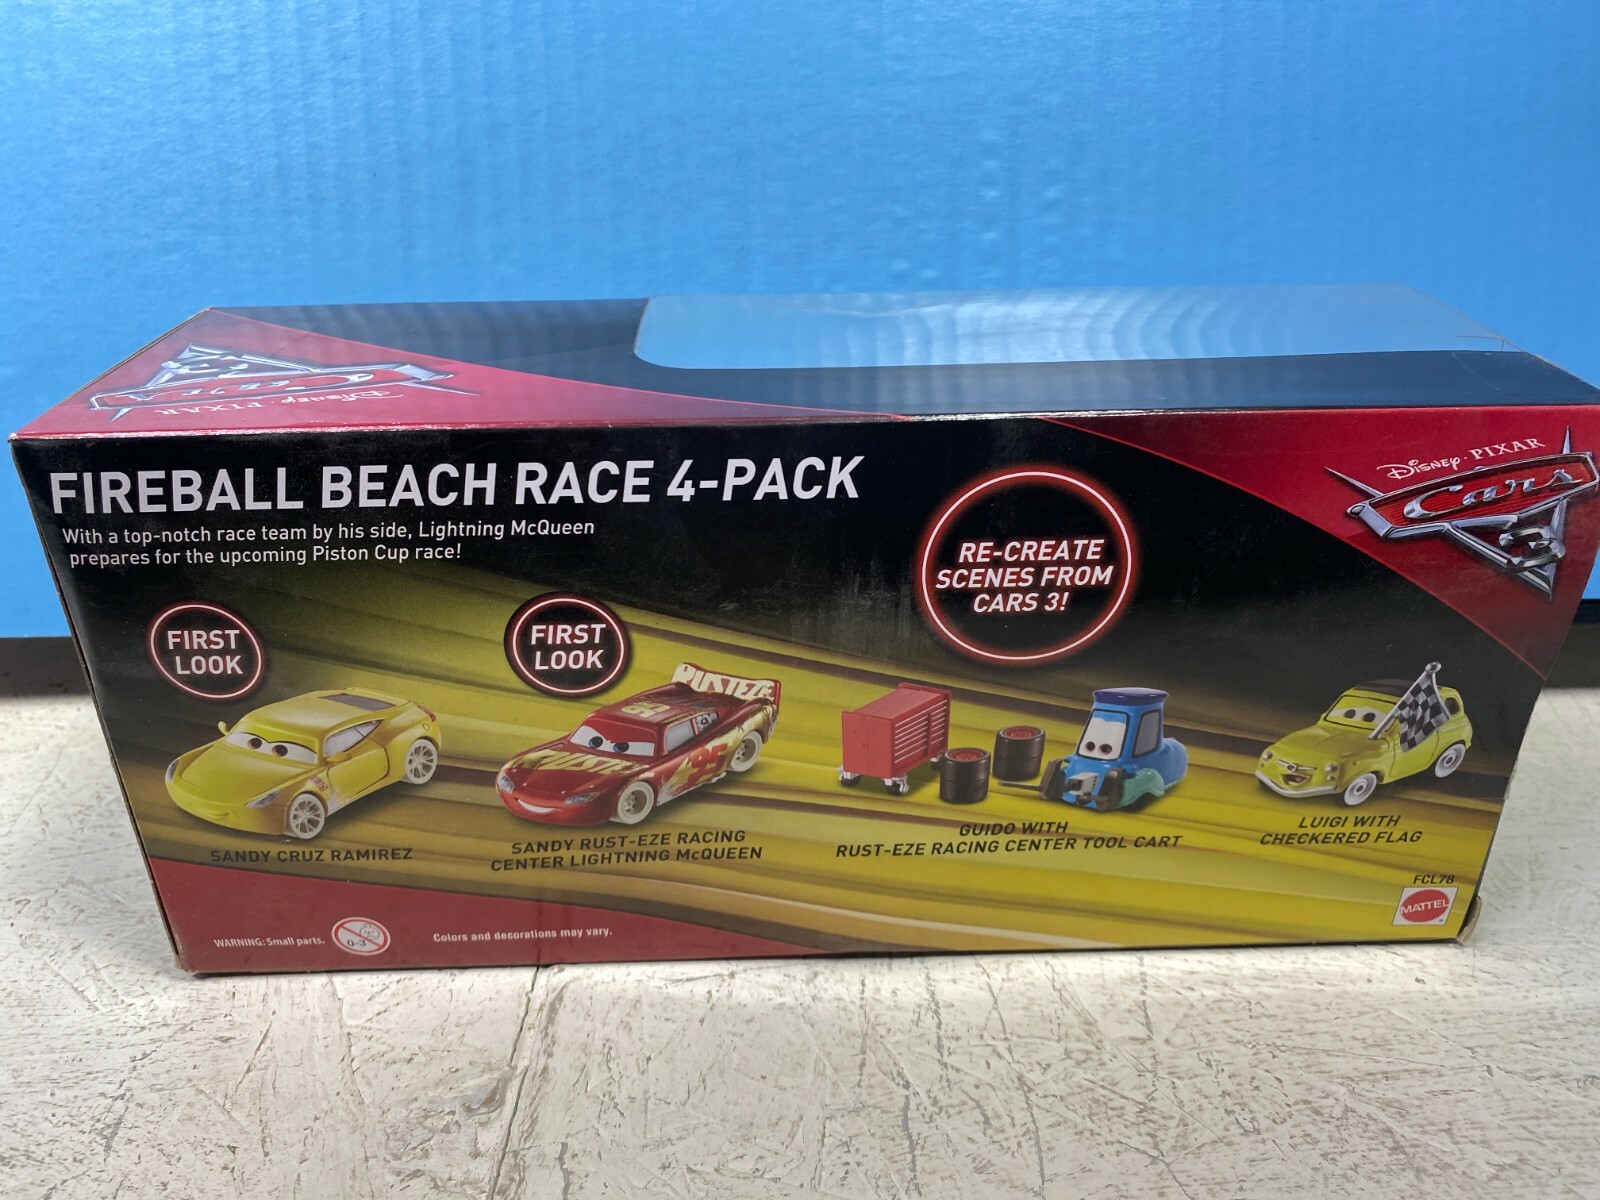 Disney · PIXAR
Cars
3
FIREBALL BEACH RACE 4-PACK
With a top-notch race team by his side, Lightning McQueen
prepares for the upcoming Piston Cup race!
RE-CREATE
SCENES FROM
CARS 3!
Disney · PIXAR
Cars
3
FIRST
LOOK
FIRST
LOOK
RUSTEZE
95
SANDY CRUZ RAMIREZ
SANDY RUST-EZE RACING
CENTER LIGHTNING McQUEEN
GUIDO WITH
RUST-EZE RACING CENTER TOOL CART
LUIGI WITH
CHECKERED FLAG
FCL78
MATTEL
WARNING: Small parts.
0-3
Colors and decorations may vary.